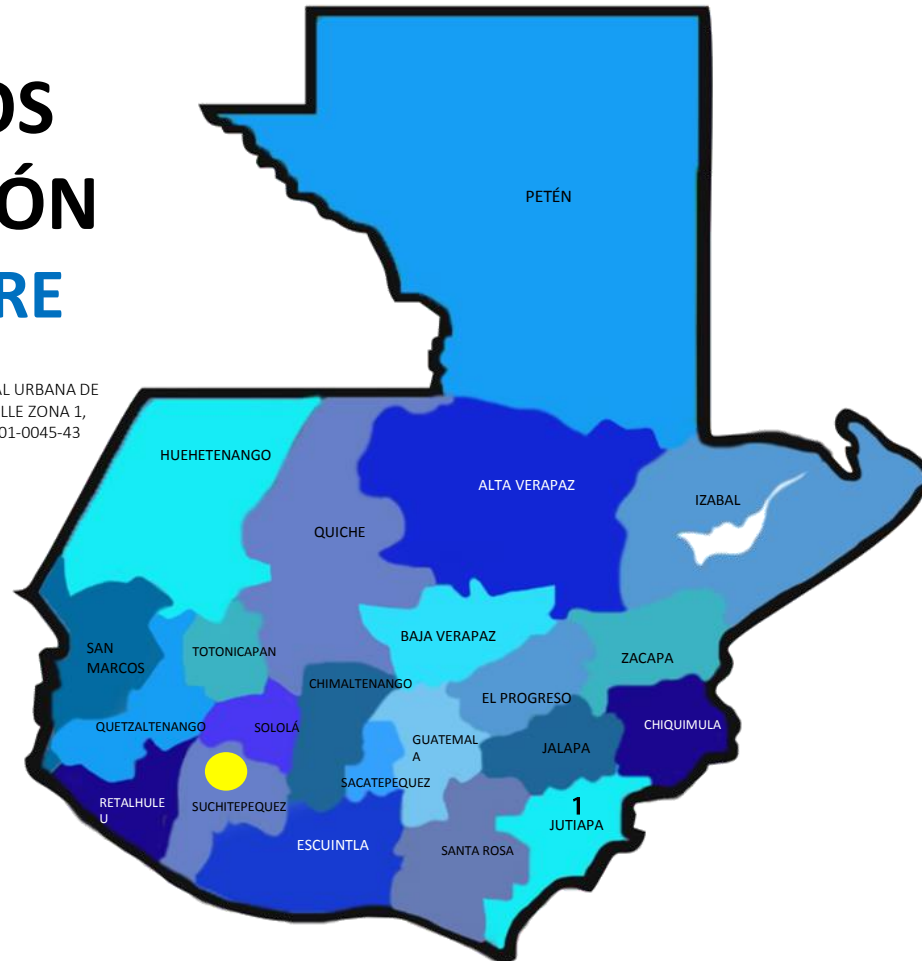 OS
IÓN
RE
AL URBANA DE
LLE ZONA 1,
01-0045-43
PETÉN
HUEHETENANGO
ALTA VERAPAZ
IZABAL
QUICHE
BAJA VERAPAZ
SAN
MARCOS
TOTONICAPAN
ZACAPA
CHIMALTENANGO
EL PROGRESO
QUETZALTENANGO
SOLOLÁ
CHIQUIMULA
GUATEMAL
A
JALAPA
SACATEPEQUEZ
RETALHULE
U
SUCHITEPEQUEZ
1
JUTIAPA
ESCUINTLA
SANTA ROSA